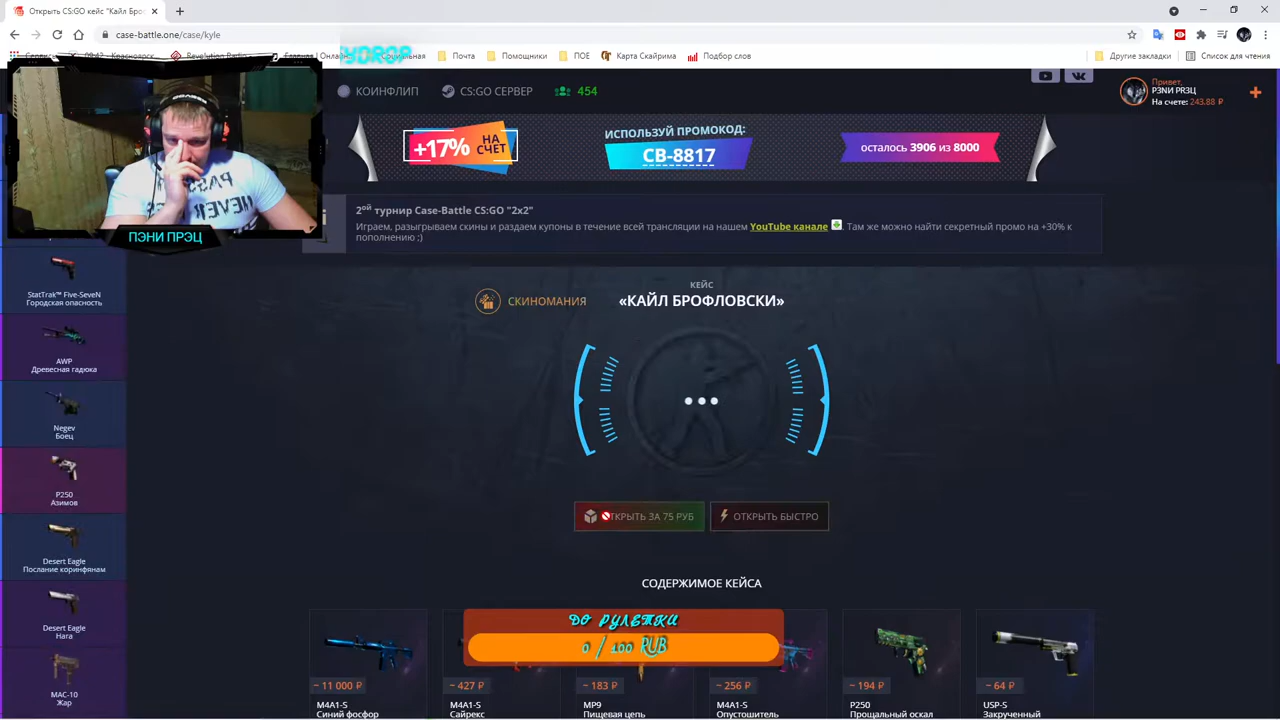 Открыть CS:GO кейс "Кайл Бро
case-battle.one/case/kyle
Почта
Помощники
ПОЕ
Карта Скайрима
Подбор слов
Другие закладки
Список для чтения
КОИНФЛИП
CS:GO СЕРВЕР
454
Привет,
PЗNИ PRЗЦ
На счете: 243.88 ₽
+17% НА СЧЕТ
ИСПОЛЬЗУЙ ПРОМОКОД:
CB-8817
осталось 3906 из 8000
ПЭНИ ПРЭЦ
2ой турнир Case-Battle CS:GO "2x2"
Играем, разыгрываем скины и раздаем купоны в течение всей трансляции на нашем YouTube канале. Там же можно найти секретный промо на +30% к
пополнению ;)
StatTrak™ Five-SeveN
Городская опасность
AWP
Древесная гадюка
Negev
Боец
P250
Азимов
Desert Eagle
Послание коринфянам
Desert Eagle
Нага
MAC-10
Жар
СКИНОМАНИЯ
КЕЙС
«КАЙЛ БРОФЛОВСКИ»
ТКРЫТЬ ЗА 75 РУБ
ОТКРЫТЬ БЫСТРО
СОДЕРЖИМОЕ КЕЙСА
ДО РУЛЕТКИ
0 / 100 RUB
~ 11 000 ₽
M4A1-S
Синий фосфор
~ 427 ₽
M4A1-S
Сайрекс
~ 183 ₽
MP9
Пищевая цепь
~ 256 ₽
M4A1-S
Опустошитель
~ 194 ₽
P250
Прощальный оскал
~ 64 ₽
USP-S
Закрученный